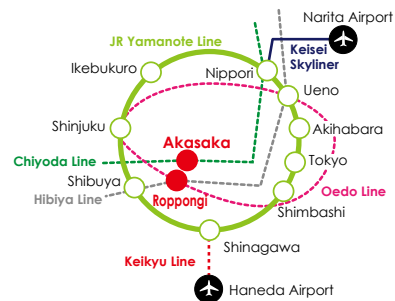 Narita Airport
JR Yamanote Line
Keisei
Skyliner
Ikebukuro
Nippori
Ueno
Shinjuku
Akihabara
Akasaka
Chiyoda Line
Tokyo
Shibuya
Roppongi
Oedo Line
Hibiya Line
Shimbashi
Shinagawa
Keikyu Line
Haneda Airport